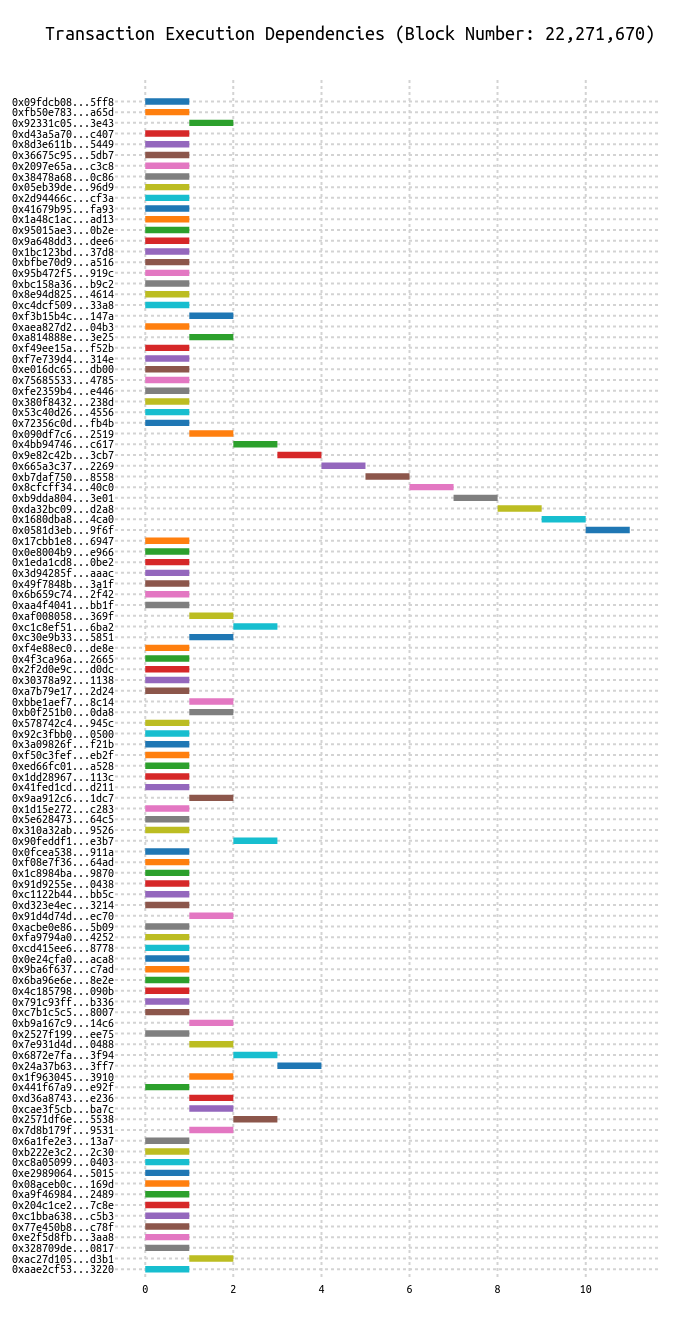 Transaction Execution Dependencies (Block Number: 22,271,670)
0x09fdcb08...5ff8
0xfb50e783...a65d
0x92331c05...3e43
0xd43a5a70...c407
0x8d3e611b...5449
0x36675c95...5db7
0x2097e65a...c3c8
0x38478a68...0c86
0x05eb39de...96d9
0x2d94466c...cf3a
0x41679b95...fa93
0x1a48c1ac...ad13
0x95015ae3...0b2e
0x9a648dd3...dee6
0x1bc123bd...37d8
0xbfbe70d9...a516
0x95b472f5...919c
0xbc158a36...b9c2
0x8e94d825...4614
0xc4dcf509...33a8
0xf3b15b4c...147a
0xaea827d2...04b3
0xa814888e...3e25
0xf49ee15a...f52b
0xf7e739d4...314e
0xe016dc65...db00
0x75685533...4785
0xfe2359b4...e446
0x380f8432...238d
0x53c40d26...4556
0x72356c0d...fb4b
0x090df7c6...2519
0x4bb94746...c617
0x9e82c42b...3cb7
0x665a3c37...2269
0xb7daf750...8558
0x8cfcff34...40c0
0xb9dda804...3e01
0xda32bc09...d2a8
0x1680dba8...4ca0
0x0581d3eb...9f6f
0x17cbb1e8...6947
0x0e8004b9...e966
0x1eda1cd8...0be2
0x3d94285f...aaac
0x49f7848b...3a1f
0x6b659c74...2f42
0xaa4f4041...bb1f
0xaf008058...369f
0xc1c8ef51...6ba2
0xc30e9b33...5851
0xf4e88ec0...de8e
0x4f3ca96a...2665
0x2f2d0e9c...d0dc
0x30378a92...1138
0xa7b79e17...2d24
0xbbe1aef7...8c14
0xb0f251b0...0da8
0x578742c4...945c
0x92c3fbb0...0500
0x3a09826f...f21b
0xf50c3fef...eb2f
0xed66fc01...a528
0x1dd28967...113c
0x41fed1cd...d211
0x9aa912c6...1dc7
0x1d15e272...c283
0x5e628473...64c5
0x310a32ab...9526
0x90feddf1...e3b7
0x0fcea538...911a
0xf08e7f36...64ad
0x1c8984ba...9870
0x91d9255e...0438
0xc1122b44...bb5c
0xd323e4ec...3214
0x91d4d74d...ec70
0xacbe0e86...5b09
0xfa9794a0...4252
0xcd415ee6...8778
0x0e24cfa0...aca8
0x9ba6f637...c7ad
0x6ba96e6e...8e2e
0x4c185798...090b
0x791c93ff...b336
0xc7b1c5c5...8007
0xb9a167c9...14c6
0x2527f199...ee75
0x7e931d4d...0488
0x6872e7fa...3f94
0x24a37b63...3ff7
0x1f963045...3910
0x441f67a9...e92f
0xd36a8743...e236
0xcae3f5cb...ba7c
0x2571df6e...5538
0x7d8b179f...9531
0x6a1fe2e3...13a7
0xb222e3c2...2c30
0xc8a05099...0403
0xe2989064...5015
0x08aceb0c...169d
0xa9f46984...2489
0x204c1ce2...7c8e
0xc1bba638...c5b3
0x77e450b8...c78f
0xe2f5d8fb...3aa8
0x328709de...0817
0xac27d105...d3b1
0xaae2cf53...3220
0 2 4 6 8 10